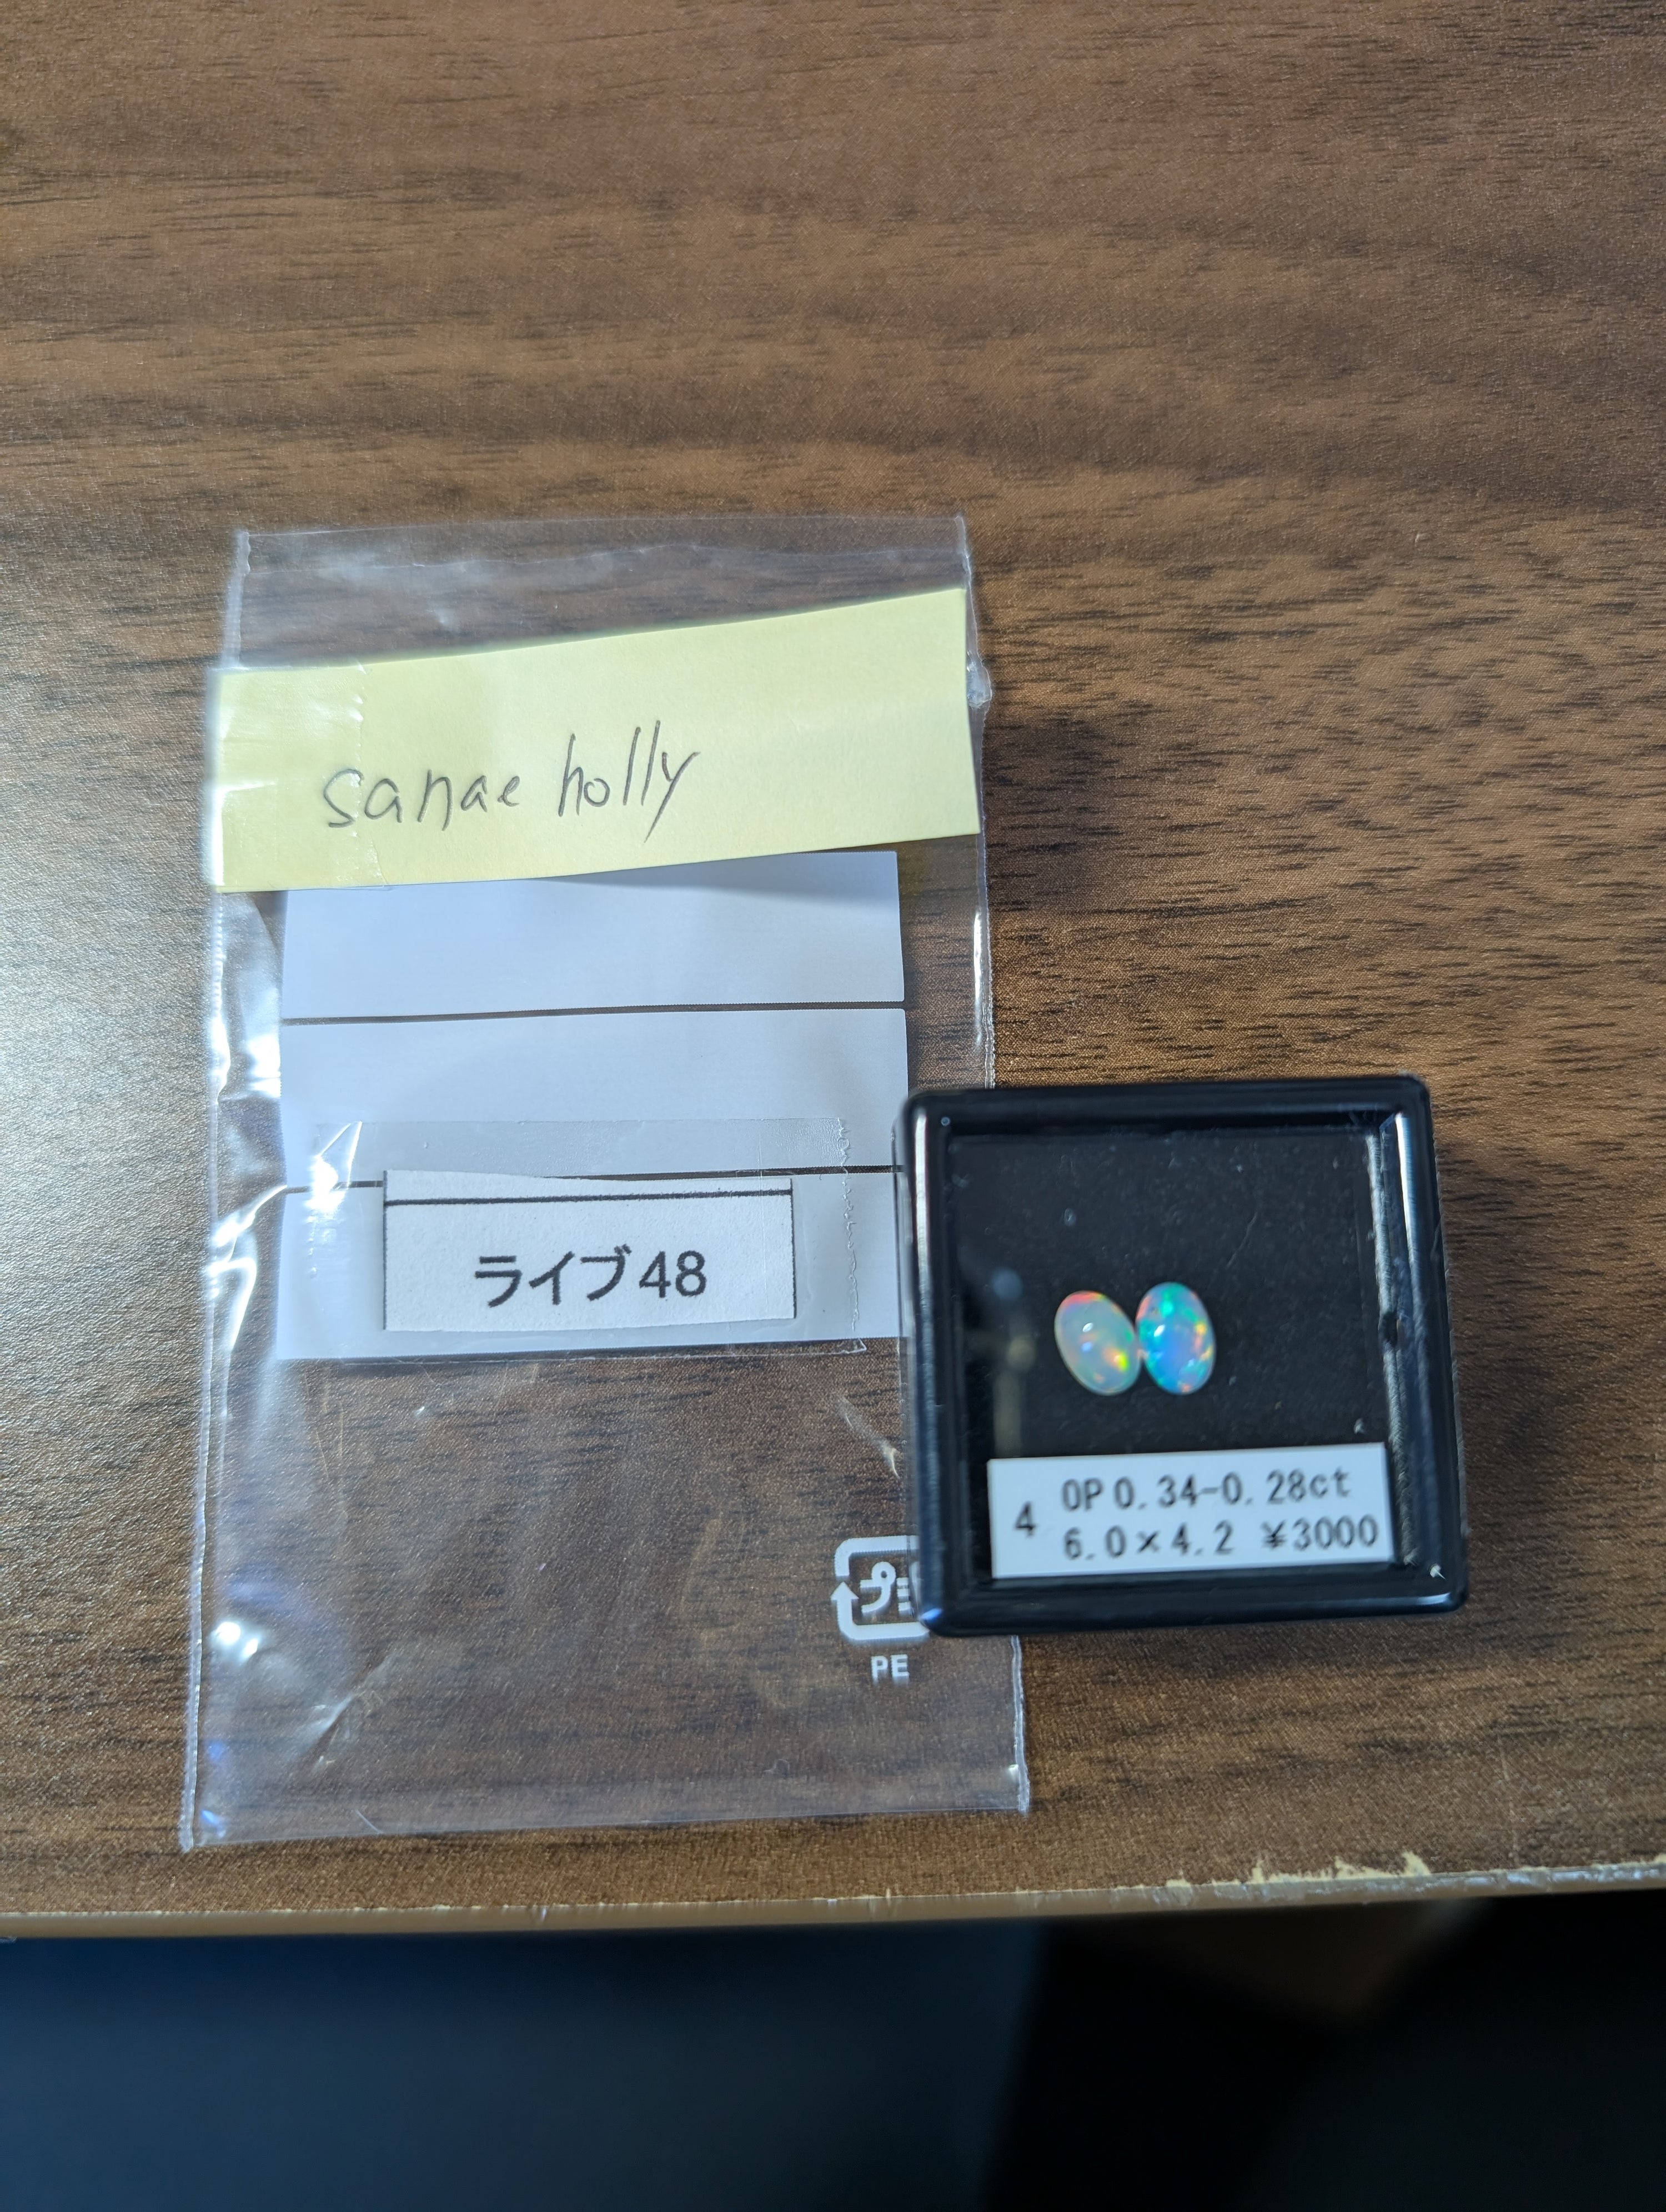 sanae holly
ライブ48
4 OP 0.34-0.28ct
6.0×4.2 ¥3000
プ
PE